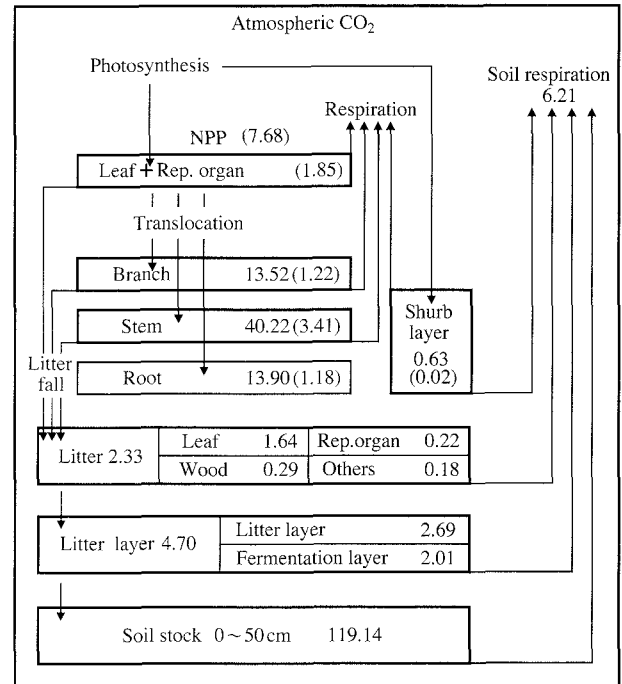 Atmospheric CO₂
Photosynthesis
Soil respiration
6.21
Respiration
NPP (7.68)
Leaf + Rep. organ (1.85)
Translocation
Branch 13.52(1.22)
Stem 40.22(3.41)
Root 13.90(1.18)
Shurb
layer
0.63
(0.02)
Litter
fall
Litter 2.33
Leaf 1.64 Rep.organ 0.22
Wood 0.29 Others 0.18
Litter layer 4.70
Litter layer 2.69
Fermentation layer 2.01
Soil stock 0~50cm 119.14